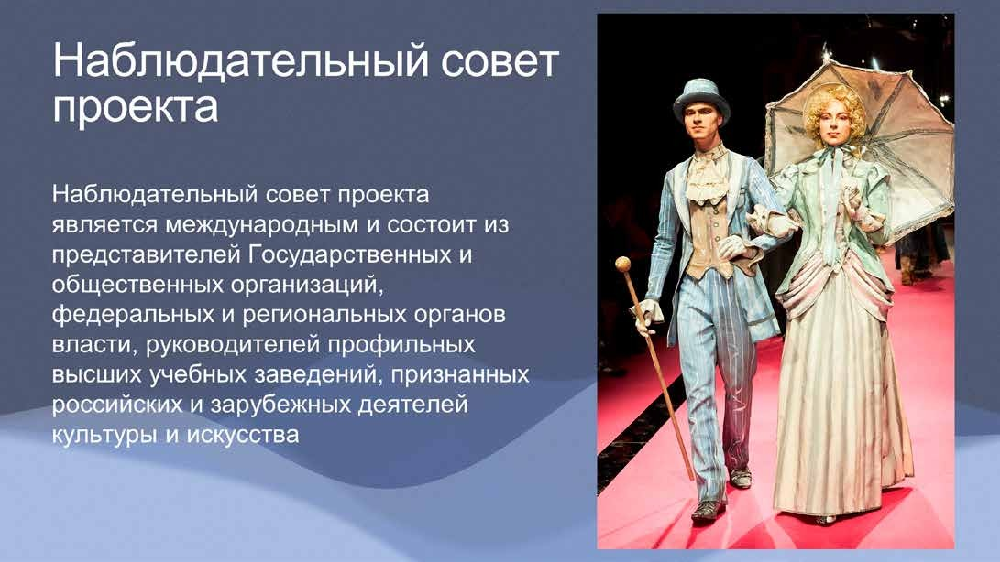 Наблюдательный совет
проекта
Наблюдательный совет проекта
является международным и состоит из
представителей Государственных и
общественных организаций,
федеральных и региональных органов
власти, руководителей профильных
высших учебных заведений, признанных
российских и зарубежных деятелей
культуры и искусства